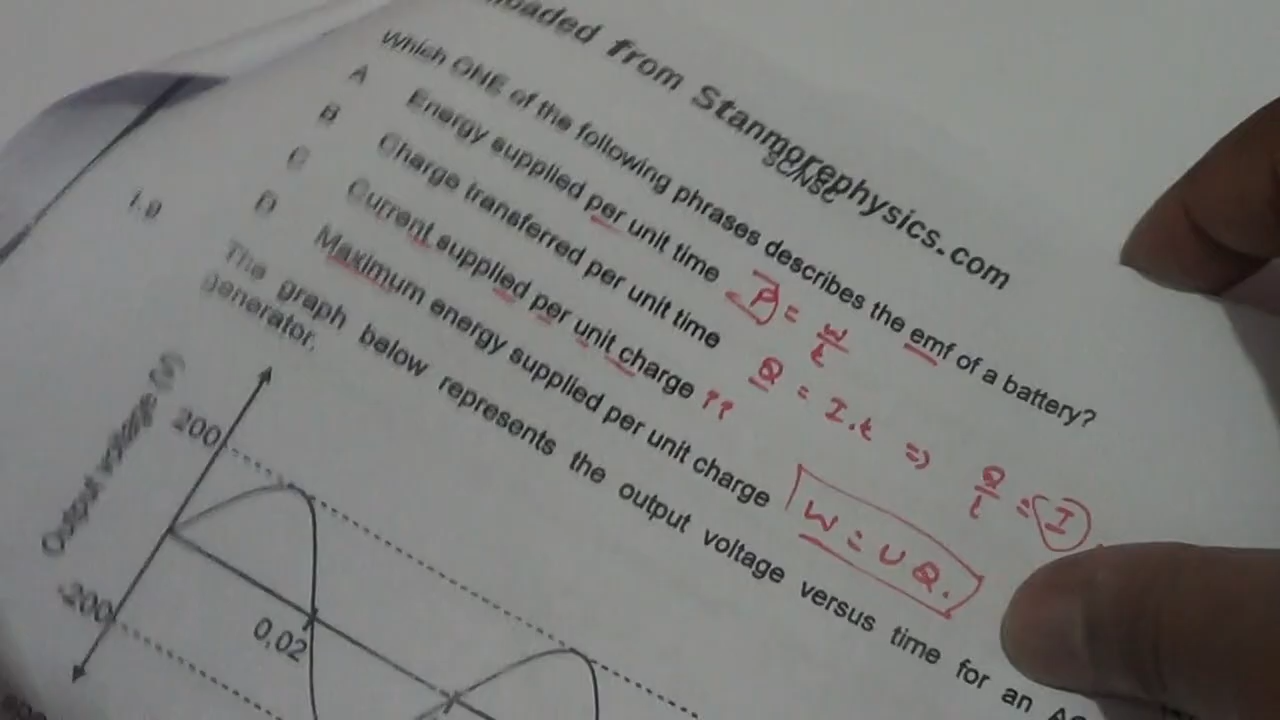 loaded from Stanmorephysics.com
SC/NSC
Which ONE of the following phrases describes the emf of a battery?
A Energy supplied per unit time P = W/t
B Charge transferred per unit time Q = I.t => Q/t = I
C Current supplied per unit charge ??
D Maximum energy supplied per unit charge W = U Q.
The graph below represents the output voltage versus time for an AC
generator.
Output voltage (V)
200
-200
0,02